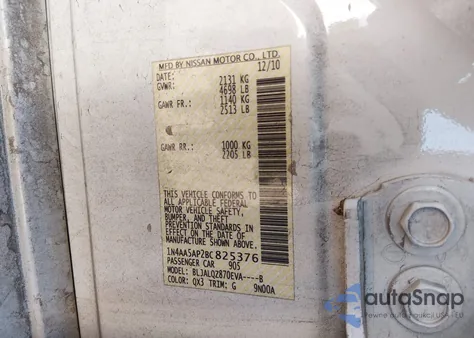 MFD BY NISSAN MOTOR CO., LTD.
DATE: 12/10
GVWR: 2131 KG
4698 LB
GAWR FR.: 1140 KG
2513 LB
GAWR RR.: 1000 KG
2205 LB
THIS VEHICLE CONFORMS TO
ALL APPLICABLE FEDERAL
MOTOR VEHICLE SAFETY,
BUMPER, AND THEFT
PREVENTION STANDARDS
IN EFFECT ON THE DATE OF
MANUFACTURE SHOWN ABOVE.
1N4AA5AP2BC825376
PASSENGER CAR 905
MODEL: BLJALQZ870EVA----B
COLOR: QX3 TRIM: G 9N00A
autoSnap